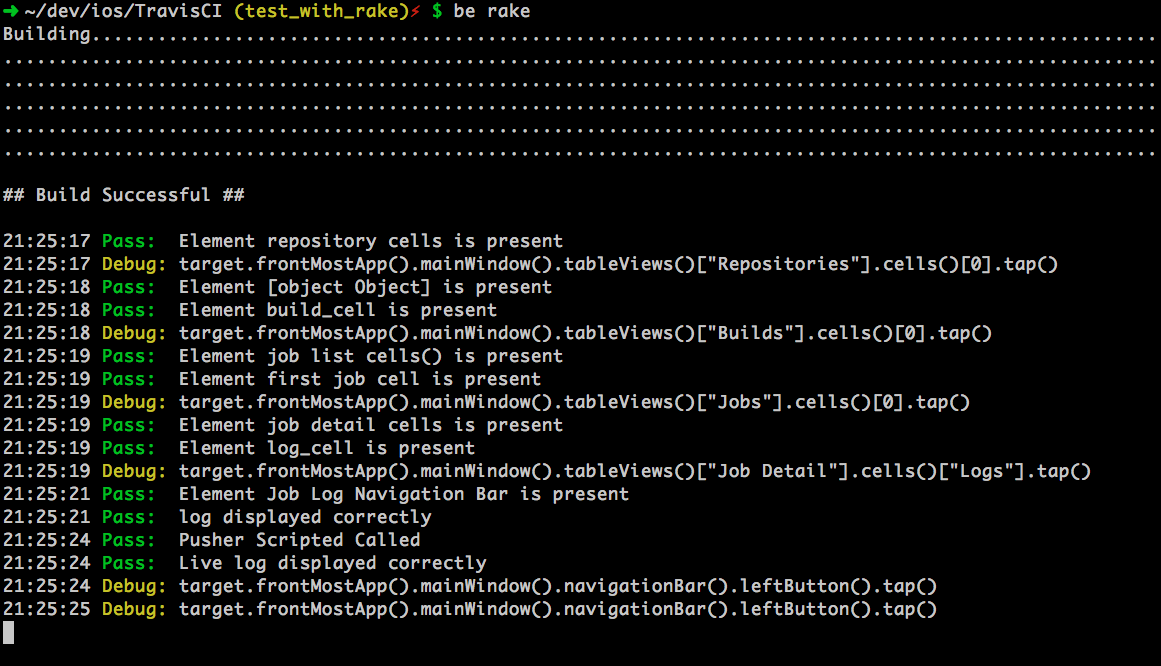 ➜ ~/dev/ios/TravisCI (test_with_rake)⚡ $ be rake
Building.................................................................................................
.........................................................................................................
.........................................................................................................
.........................................................................................................
.........................................................................................................
.........................................................................................................
## Build Successful ##
21:25:17 Pass:  Element repository cells is present
21:25:17 Debug: target.frontMostApp().mainWindow().tableViews()["Repositories"].cells()[0].tap()
21:25:18 Pass:  Element [object Object] is present
21:25:18 Pass:  Element build_cell is present
21:25:18 Debug: target.frontMostApp().mainWindow().tableViews()["Builds"].cells()[0].tap()
21:25:19 Pass:  Element job list cells() is present
21:25:19 Pass:  Element first job cell is present
21:25:19 Debug: target.frontMostApp().mainWindow().tableViews()["Jobs"].cells()[0].tap()
21:25:19 Pass:  Element job detail cells is present
21:25:19 Pass:  Element log_cell is present
21:25:19 Debug: target.frontMostApp().mainWindow().tableViews()["Job Detail"].cells()["Logs"].tap()
21:25:21 Pass:  Element Job Log Navigation Bar is present
21:25:21 Pass:  log displayed correctly
21:25:24 Pass:  Pusher Scripted Called
21:25:24 Pass:  Live log displayed correctly
21:25:24 Debug: target.frontMostApp().mainWindow().navigationBar().leftButton().tap()
21:25:25 Debug: target.frontMostApp().mainWindow().navigationBar().leftButton().tap()